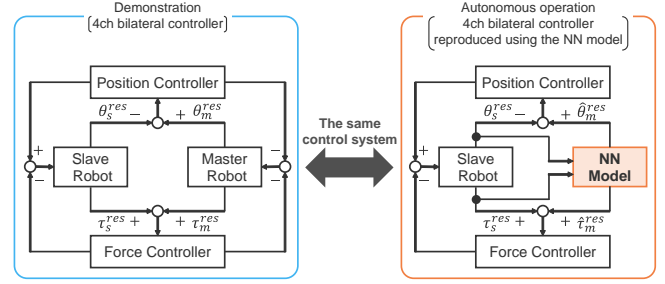 Demonstration
[4ch bilateral controller]
Position Controller
θ_s^res − + θ_m^res
+ − −
Slave
Robot
Master
Robot
− −
τ_s^res + + τ_m^res
Force Controller
The same
control system
Autonomous operation
[4ch bilateral controller
reproduced using the NN model]
Position Controller
θ_s^res − + θ̂_m^res
+
−
Slave
Robot
NN
Model
τ_s^res + + τ̂_m^res
Force Controller